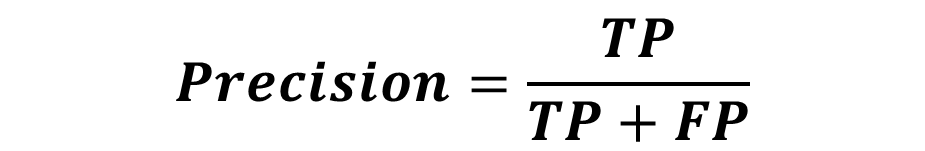 Precision = TP / TP + FP